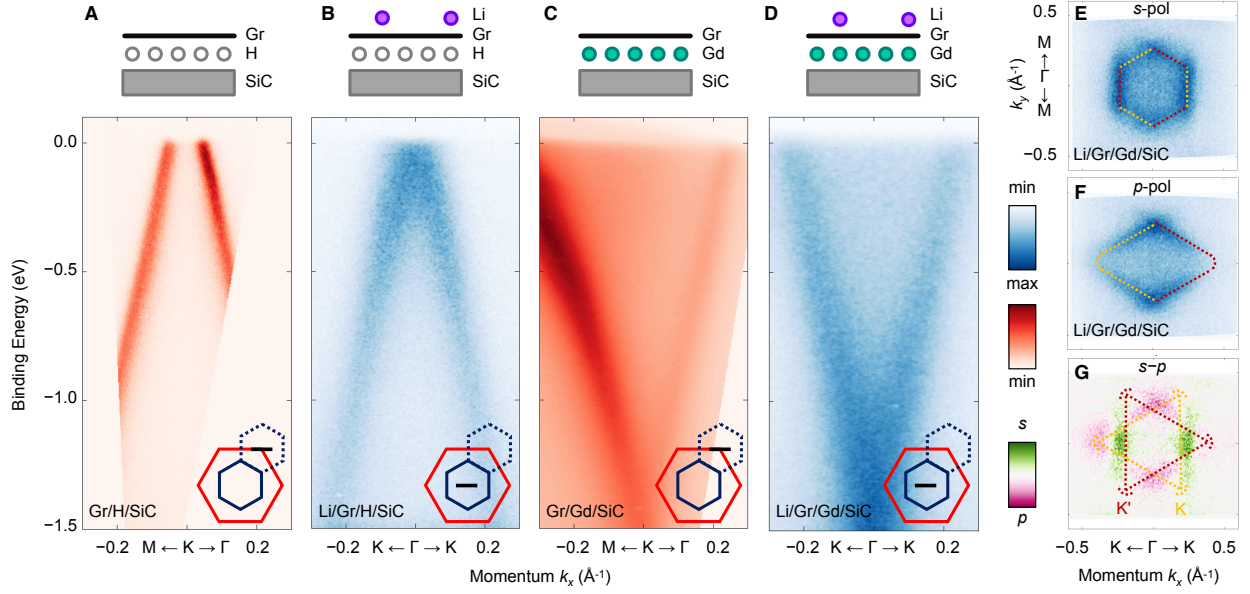 A
B
C
D
Gr
H
SiC
Li
Gr
H
SiC
Gr
Gd
SiC
Li
Gr
Gd
SiC
Binding Energy (eV)
0.0
−0.5
−1.0
−1.5
Gr/H/SiC
Li/Gr/H/SiC
Gr/Gd/SiC
Li/Gr/Gd/SiC
−0.2 M ← K → Γ 0.2
−0.2 K ← Γ → K 0.2
−0.2 M ← K → Γ 0.2
−0.2 K ← Γ → K 0.2
Momentum kx (Å-1)
E
s-pol
0.5
ky (Å-1)
M ← Γ → M
−0.5
Li/Gr/Gd/SiC
min
max
min
F
p-pol
Li/Gr/Gd/SiC
G
s−p
s
p
K'
K
−0.5 K ← Γ → K 0.5
Momentum kx (Å-1)